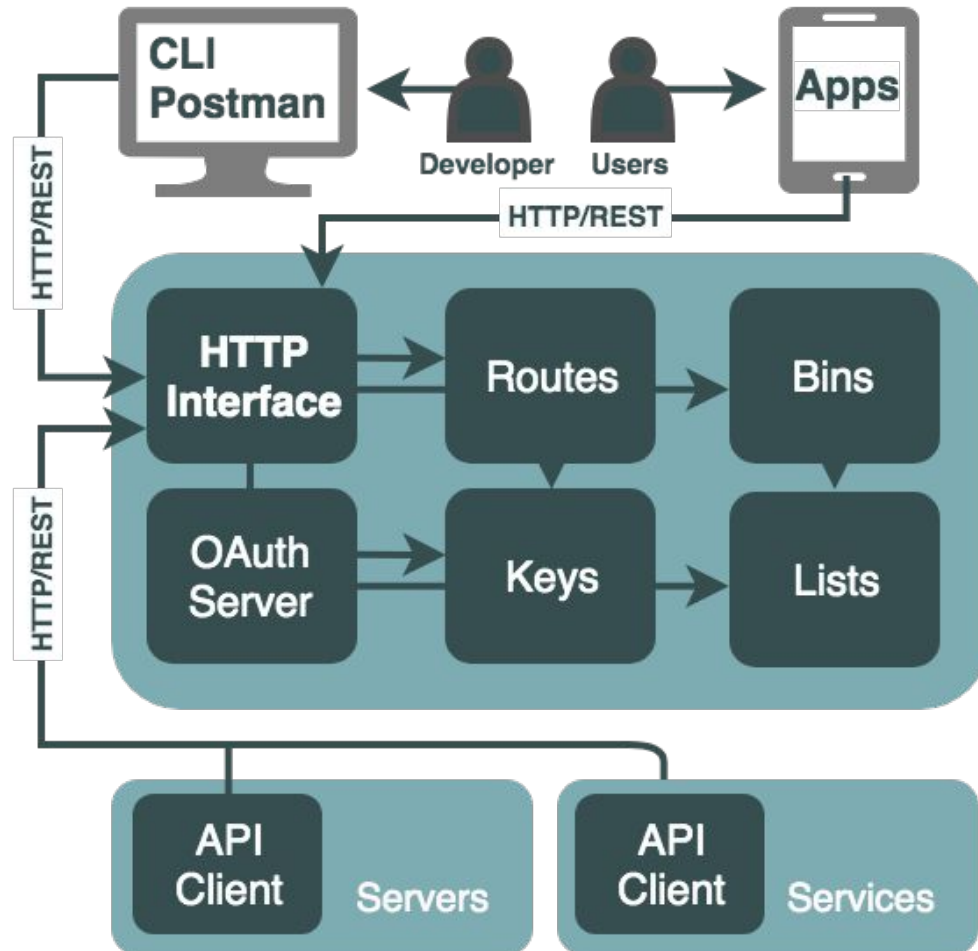 CLI
Postman
Apps
Developer
Users
HTTP/REST
HTTP/REST
HTTP
Interface
Routes
Bins
OAuth
Server
Keys
Lists
HTTP/REST
API
Client
Servers
API
Client
Services